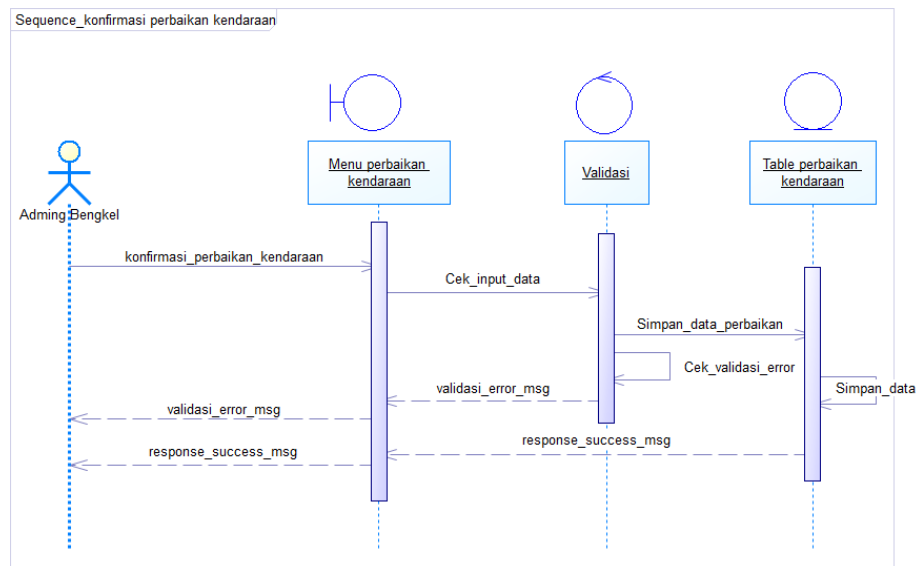 Sequence_konfirmasi perbaikan kendaraan
Menu perbaikan
kendaraan
Validasi
Table perbaikan
kendaraan
Adming Bengkel
konfirmasi_perbaikan_kendaraan
Cek_input_data
Simpan_data_perbaikan
Cek_validasi_error
Simpan_data
validasi_error_msg
validasi_error_msg
response_success_msg
response_success_msg